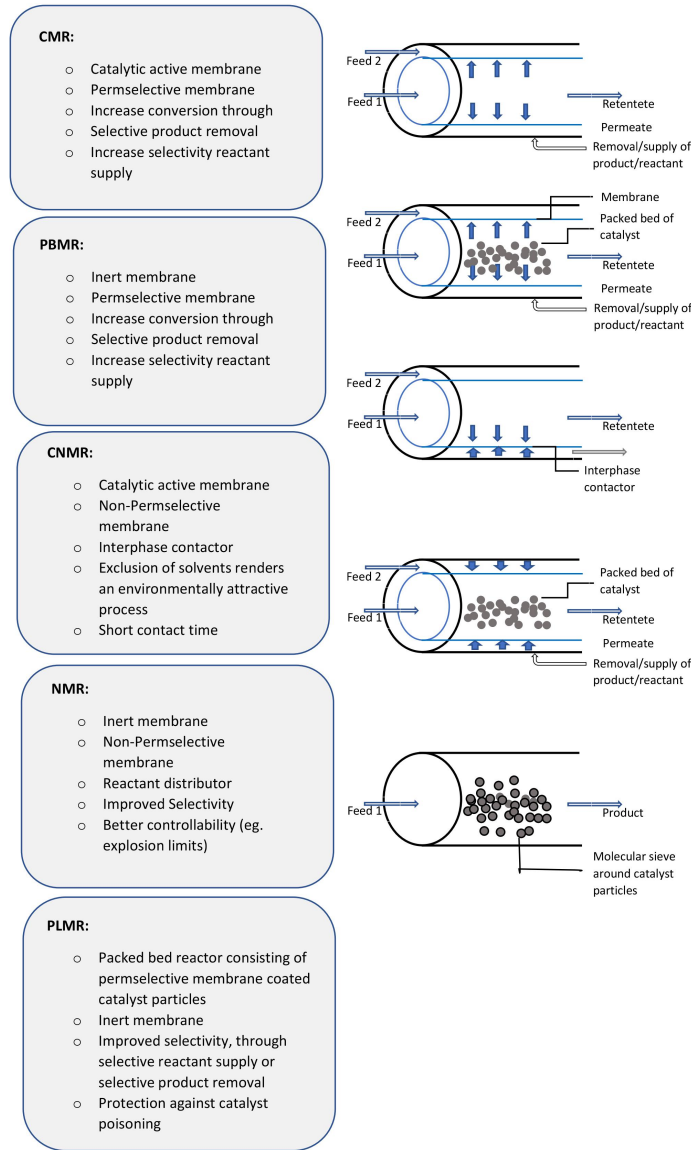 CMR:
o Catalytic active membrane
o Permselective membrane
o Increase conversion through
o Selective product removal
o Increase selectivity reactant
supply
Feed 2
Feed 1
Retentete
Permeate
Removal/supply of
product/reactant
PBMR:
o Inert membrane
o Permselective membrane
o Increase conversion through
o Selective product removal
o Increase selectivity reactant
supply
Feed 2
Feed 1
Membrane
Packed bed of
catalyst
Retentete
Permeate
Removal/supply of
product/reactant
CNMR:
o Catalytic active membrane
o Non-Permselective
membrane
o Interphase contactor
o Exclusion of solvents renders
an environmentally attractive
process
o Short contact time
Feed 2
Feed 1
Retentete
Interphase
contactor
NMR:
o Inert membrane
o Non-Permselective
membrane
o Reactant distributor
o Improved Selectivity
o Better controllability (eg.
explosion limits)
Feed 2
Feed 1
Packed bed of
catalyst
Retentete
Permeate
Removal/supply of
product/reactant
PLMR:
o Packed bed reactor consisting of
permselective membrane coated
catalyst particles
o Inert membrane
o Improved selectivity, through
selective reactant supply or
selective product removal
o Protection against catalyst
poisoning
Feed 1
Product
Molecular sieve
around catalyst
particles